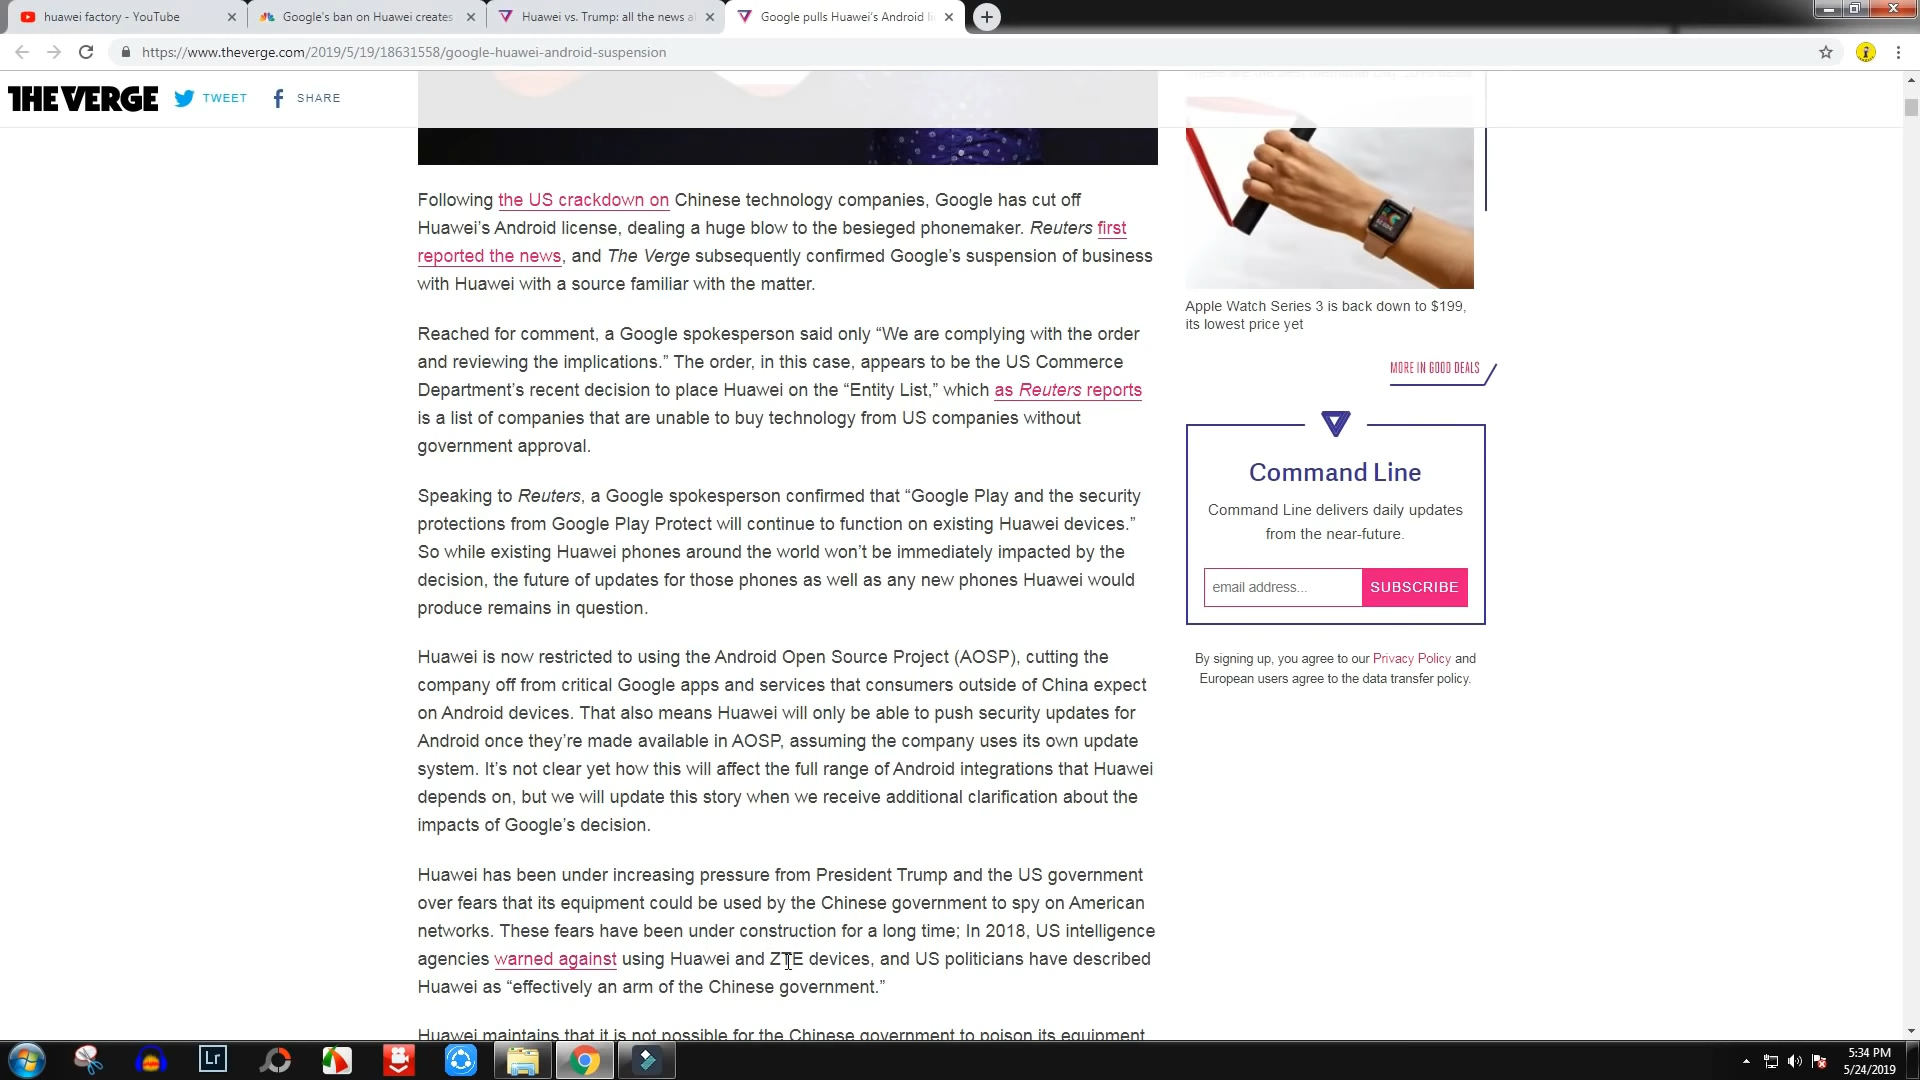 huawei factory - YouTube
Google's ban on Huawei creates
Huawei vs. Trump: all the news a
Google pulls Huawei's Android li
https://www.theverge.com/2019/5/19/18631558/google-huawei-android-suspension
THE VERGE TWEET SHARE
Following the US crackdown on Chinese technology companies, Google has cut off
Huawei’s Android license, dealing a huge blow to the besieged phonemaker. Reuters first
reported the news, and The Verge subsequently confirmed Google’s suspension of business
with Huawei with a source familiar with the matter.
Reached for comment, a Google spokesperson said only “We are complying with the order
and reviewing the implications.” The order, in this case, appears to be the US Commerce
Department’s recent decision to place Huawei on the “Entity List,” which as Reuters reports
is a list of companies that are unable to buy technology from US companies without
government approval.
Speaking to Reuters, a Google spokesperson confirmed that “Google Play and the security
protections from Google Play Protect will continue to function on existing Huawei devices.”
So while existing Huawei phones around the world won’t be immediately impacted by the
decision, the future of updates for those phones as well as any new phones Huawei would
produce remains in question.
Huawei is now restricted to using the Android Open Source Project (AOSP), cutting the
company off from critical Google apps and services that consumers outside of China expect
on Android devices. That also means Huawei will only be able to push security updates for
Android once they’re made available in AOSP, assuming the company uses its own update
system. It’s not clear yet how this will affect the full range of Android integrations that Huawei
depends on, but we will update this story when we receive additional clarification about the
impacts of Google’s decision.
Huawei has been under increasing pressure from President Trump and the US government
over fears that its equipment could be used by the Chinese government to spy on American
networks. These fears have been under construction for a long time; In 2018, US intelligence
agencies warned against using Huawei and ZTE devices, and US politicians have described
Huawei as “effectively an arm of the Chinese government.”
Huawei maintains that it is not possible for the Chinese government to poison its equipment
Apple Watch Series 3 is back down to $199,
its lowest price yet
MORE IN GOOD DEALS
Command Line
Command Line delivers daily updates
from the near-future.
email address... SUBSCRIBE
By signing up, you agree to our Privacy Policy and
European users agree to the data transfer policy.
Lr
5:34 PM
5/24/2019